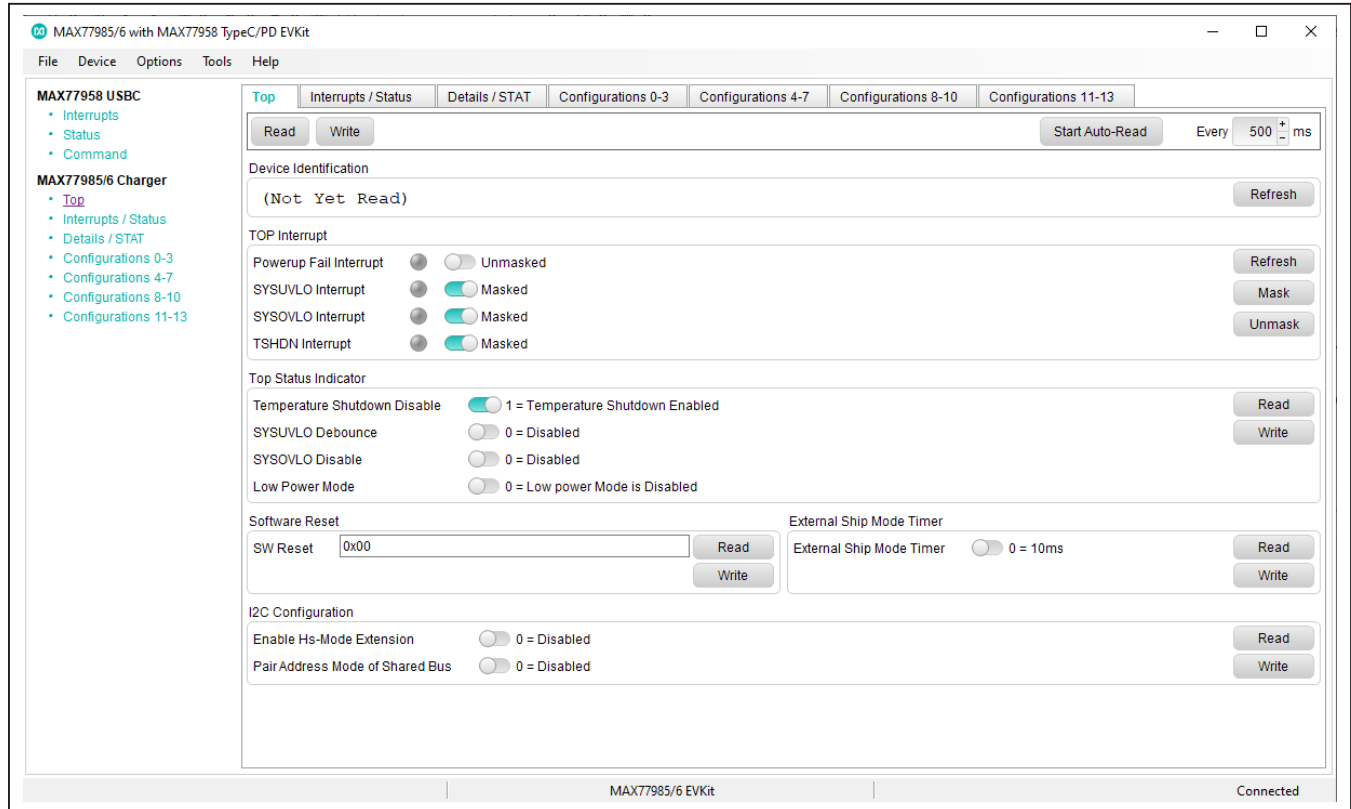 MAX77985/6 with MAX77958 TypeC/PD EVKit
File Device Options Tools Help
MAX77958 USBC
• Interrupts
• Status
• Command
MAX77985/6 Charger
• Top
• Interrupts / Status
• Details / STAT
• Configurations 0-3
• Configurations 4-7
• Configurations 8-10
• Configurations 11-13
Top Interrupts / Status Details / STAT Configurations 0-3 Configurations 4-7 Configurations 8-10 Configurations 11-13
Read Write Start Auto-Read Every 500 + - ms
Device Identification
(Not Yet Read) Refresh
TOP Interrupt
Powerup Fail Interrupt Unmasked Refresh
SYSUVLO Interrupt Masked Mask
SYSOVLO Interrupt Masked Unmask
TSHDN Interrupt Masked
Top Status Indicator
Temperature Shutdown Disable 1 = Temperature Shutdown Enabled Read
SYSUVLO Debounce 0 = Disabled Write
SYSOVLO Disable 0 = Disabled
Low Power Mode 0 = Low power Mode is Disabled
Software Reset External Ship Mode Timer
SW Reset 0x00 Read External Ship Mode Timer 0 = 10ms Read
Write Write
I2C Configuration
Enable Hs-Mode Extension 0 = Disabled Read
Pair Address Mode of Shared Bus 0 = Disabled Write
MAX77985/6 EVKit Connected